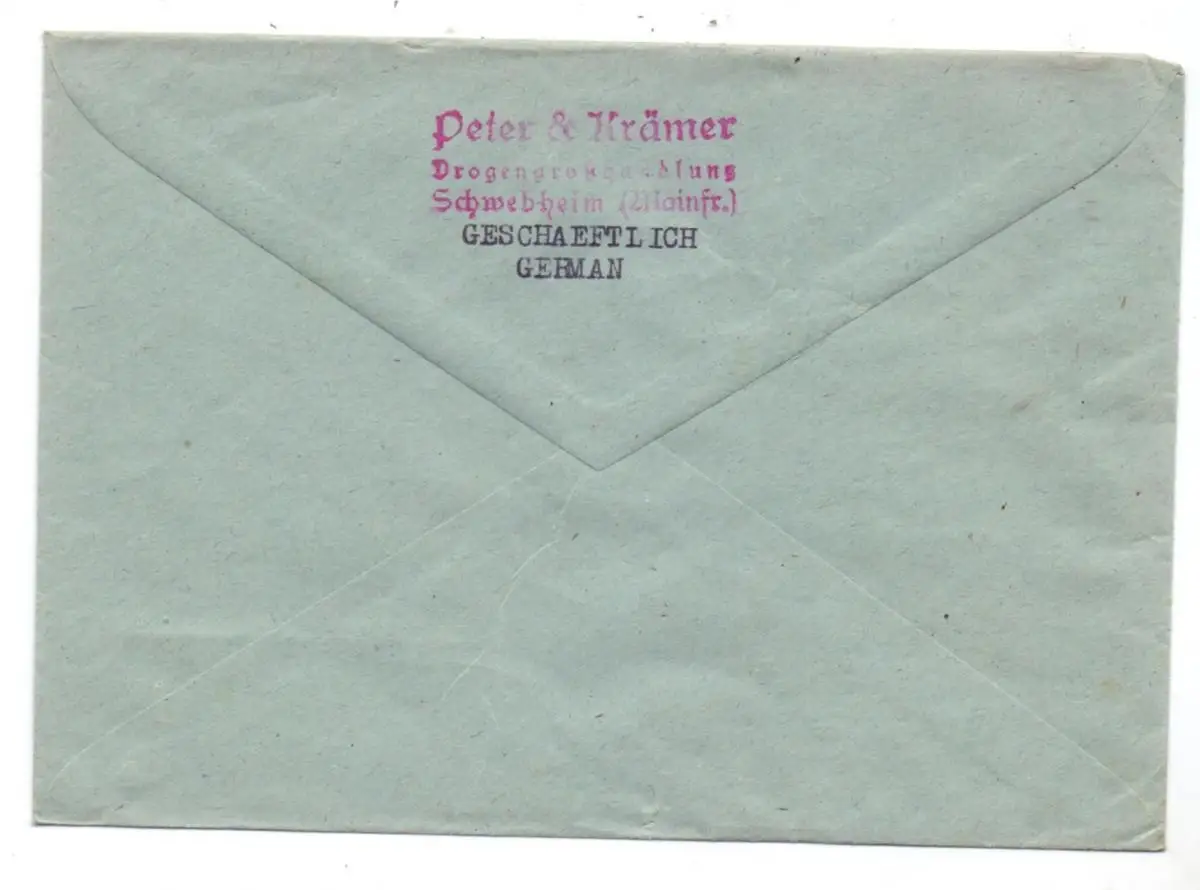 Peter & Krämer
Drogengroßhandlung
Schwebheim (Mainfr.)
GESCHAEFTLICH
GERMAN